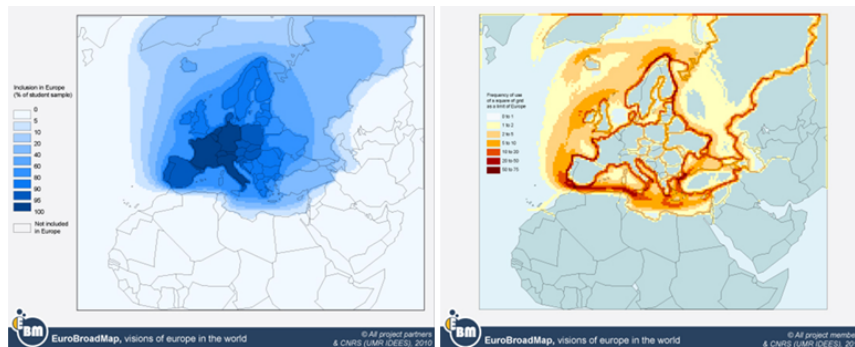 Inclusion in Europe
(% of student sample)
0
5
10
20
40
60
80
90
95
100
Not included
in Europe
EBM
EuroBroadMap, visions of europe in the world
© All project partners
& CNRS (UMR IDEES), 2010
Frequency of use
of a square of grid
as a limit of Europe
0 to 1
1 to 2
2 to 5
5 to 10
10 to 20
20 to 50
50 to 75
EBM
EuroBroadMap, visions of europe in the world
© All project membe
& CNRS (UMR IDEES), 201